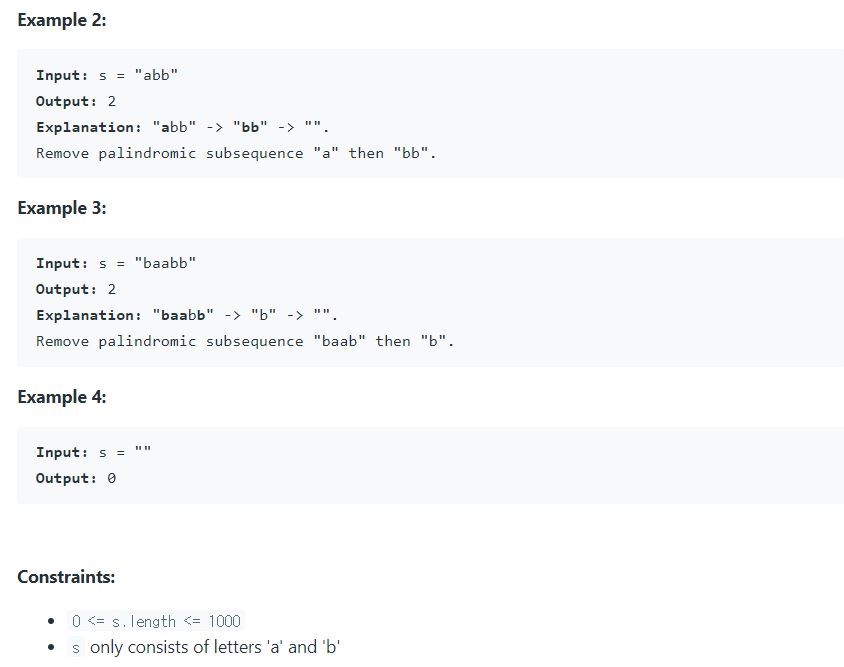 Example 2:
Input: s = "abb"
Output: 2
Explanation: "abb" -> "bb" -> "".
Remove palindromic subsequence "a" then "bb".
Example 3:
Input: s = "baabb"
Output: 2
Explanation: "baabb" -> "b" -> "".
Remove palindromic subsequence "baab" then "b".
Example 4:
Input: s = ""
Output: 0
Constraints:
0 <= s.length <= 1000
s only consists of letters 'a' and 'b'